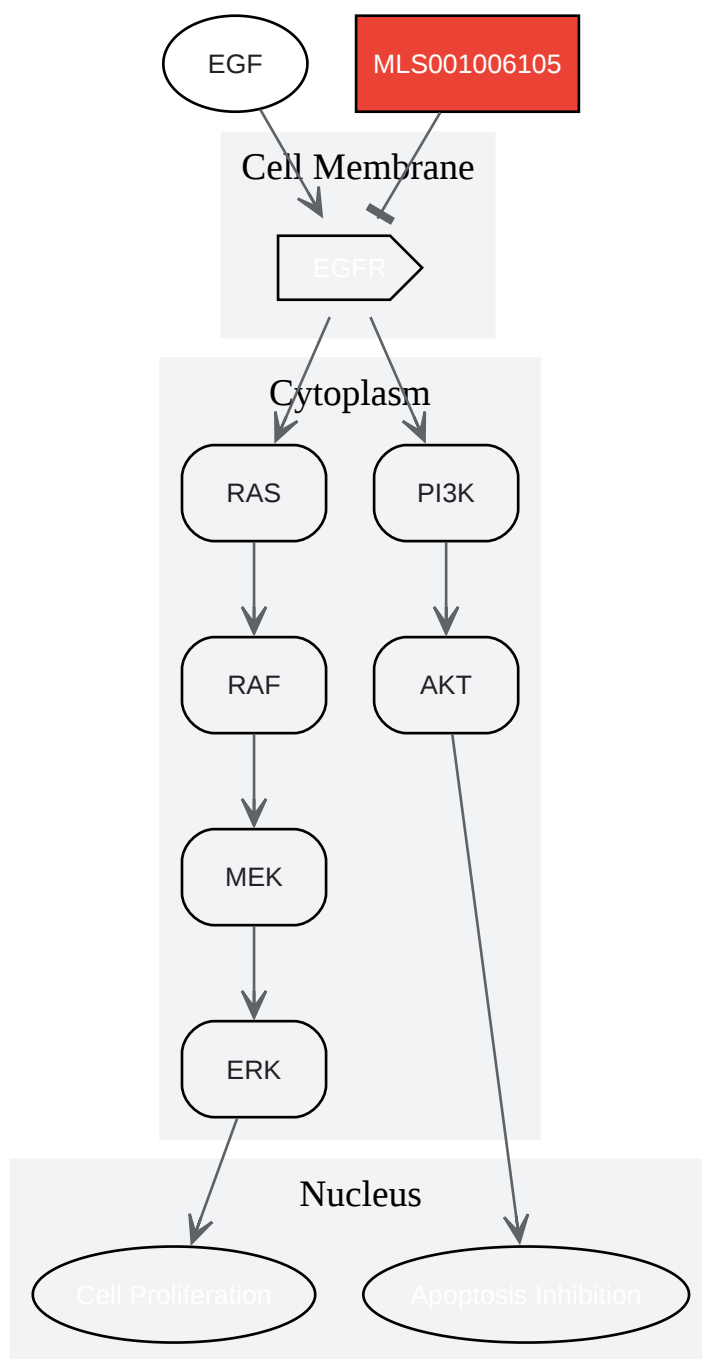 EGF
MLS001006105
Cell Membrane
EGFR
Cytoplasm
RAS
PI3K
RAF
AKT
MEK
ERK
Nucleus
Cell Proliferation
Apoptosis Inhibition